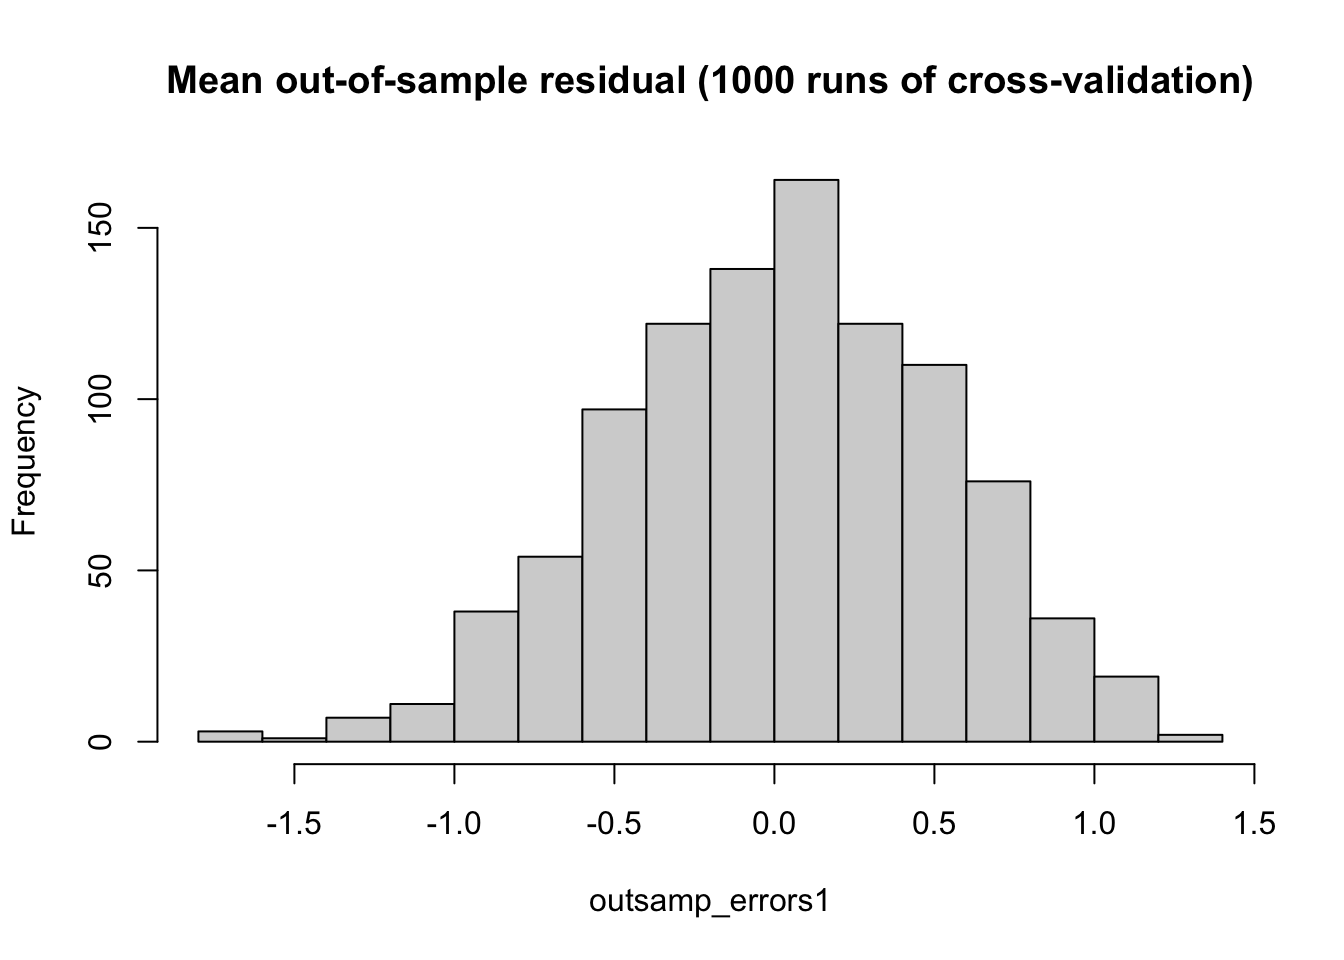 Mean out-of-sample residual (1000 runs of cross-validation)
Frequency
150
100
50
0
-1.5 -1.0 -0.5 0.0 0.5 1.0 1.5
outsamp_errors1